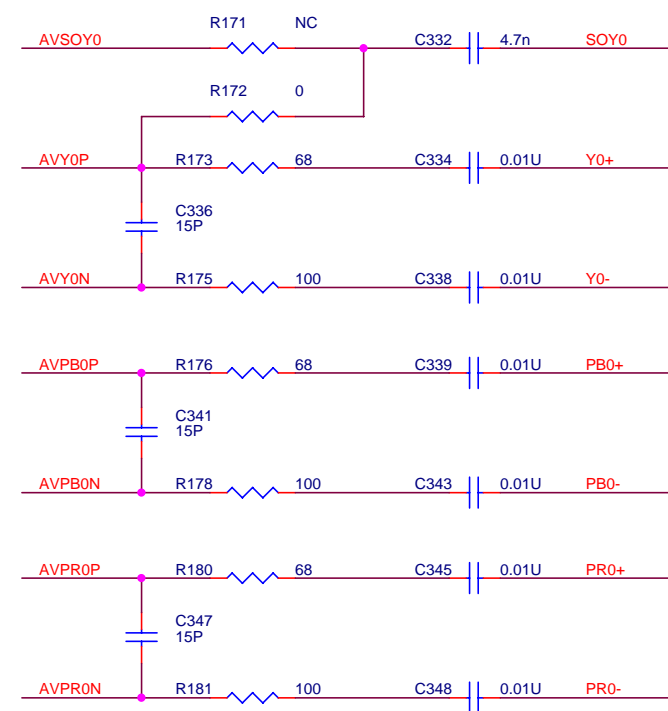 R171 NC
AVSOY0 C332 4.7n SOY0
R172 0
AVY0P R173 68 C334 0.01U Y0+
C336
15P
AVY0N R175 100 C338 0.01U Y0-
AVPB0P R176 68 C339 0.01U PB0+
C341
15P
AVPB0N R178 100 C343 0.01U PB0-
AVPR0P R180 68 C345 0.01U PR0+
C347
15P
AVPR0N R181 100 C348 0.01U PR0-